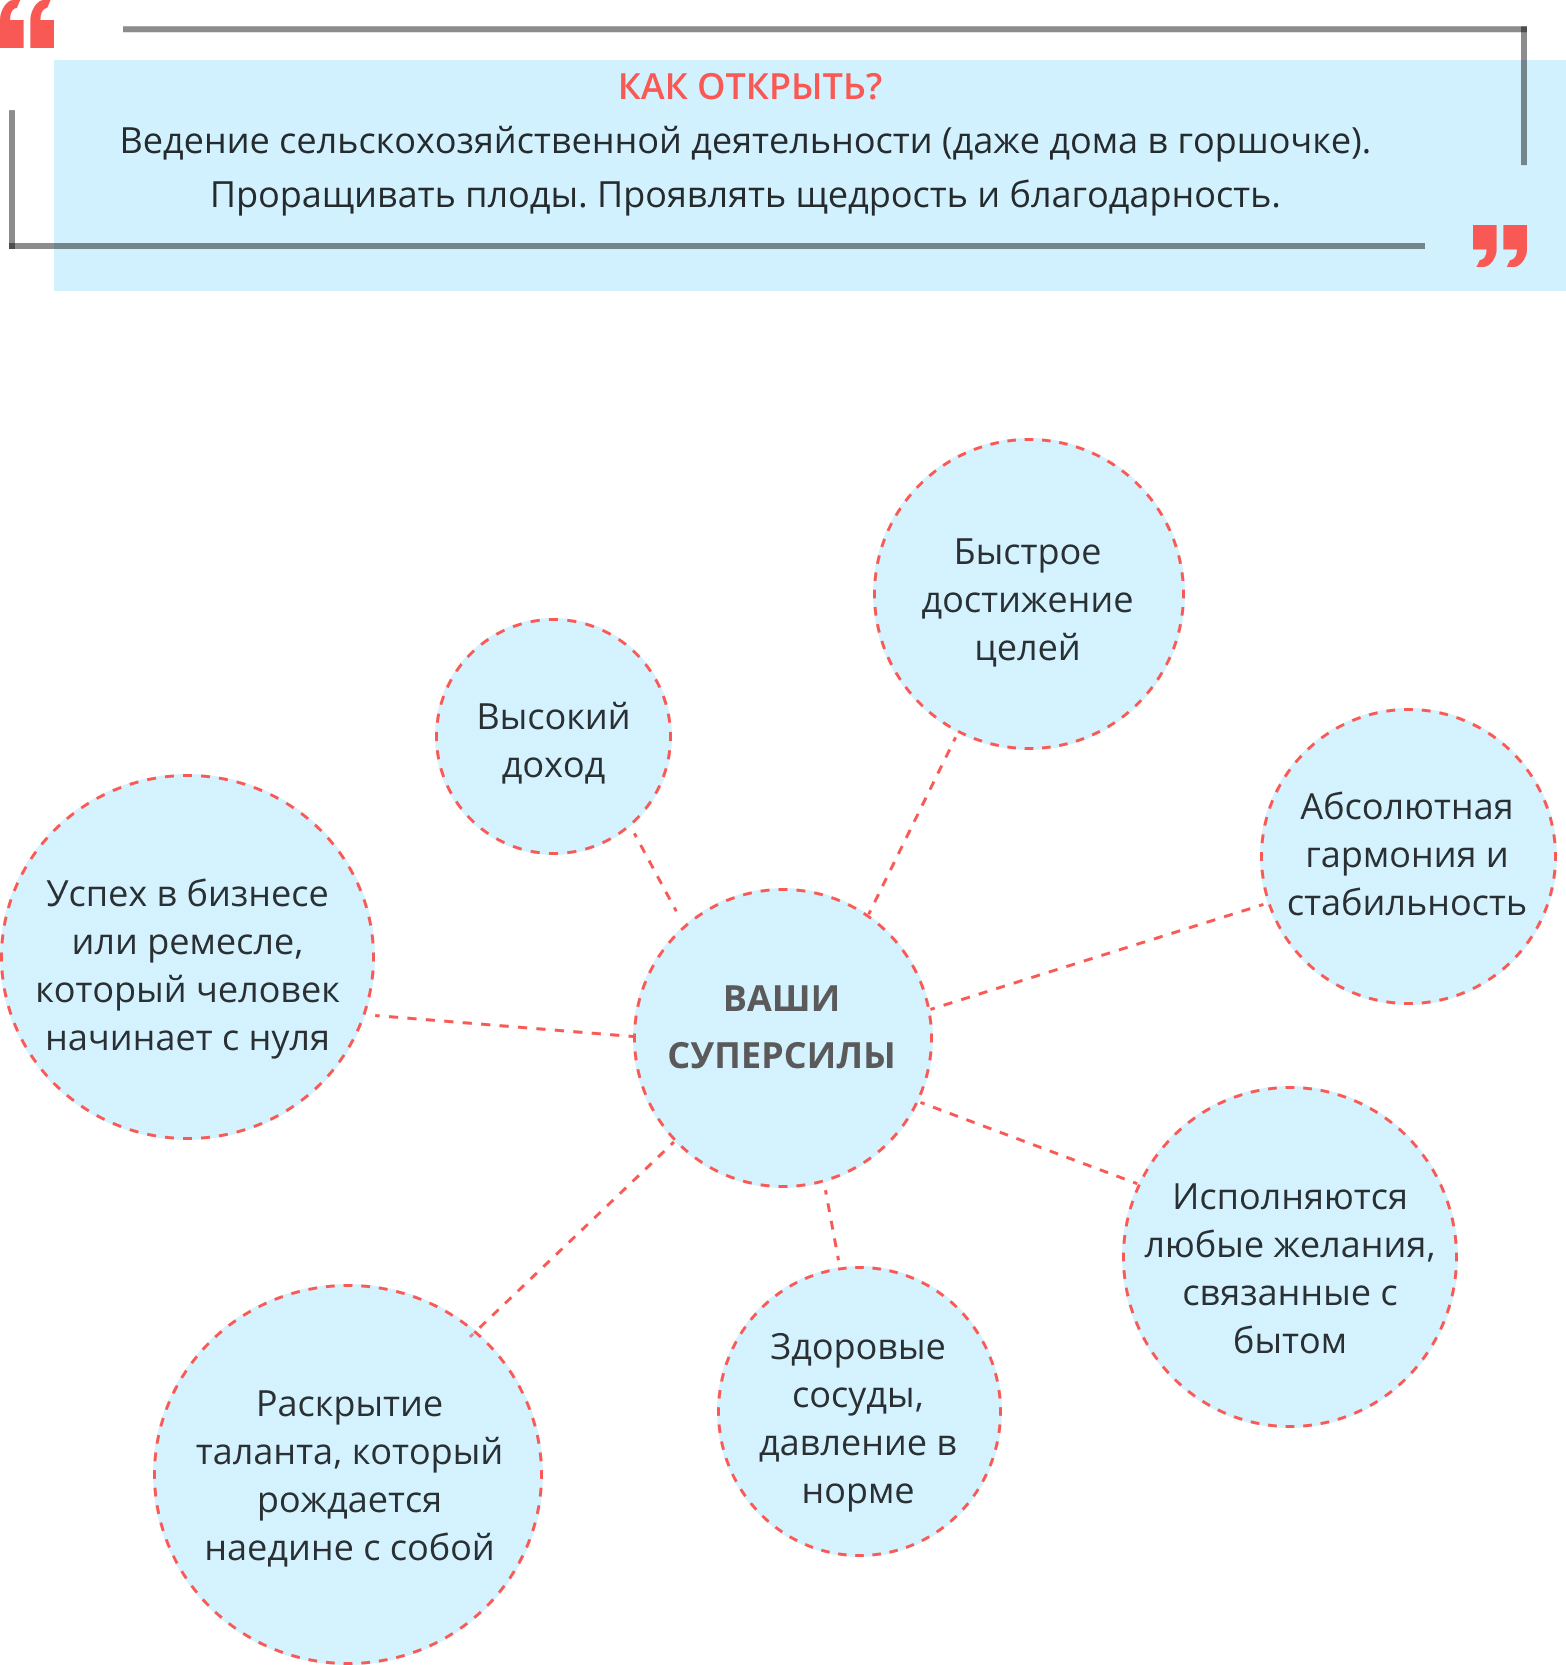 КАК ОТКРЫТЬ?
Ведение сельскохозяйственной деятельности (даже дома в горшочке).
Проращивать плоды. Проявлять щедрость и благодарность.
Быстрое
достижение
целей
Высокий
доход
Абсолютная
гармония и
стабильность
Успех в бизнесе
или ремесле,
который человек
начинает с нуля
ВАШИ
СУПЕРСИЛЫ
Исполняются
любые желания,
связанные с
бытом
Здоровые
сосуды,
давление в
норме
Раскрытие
таланта, который
рождается
наедине с собой